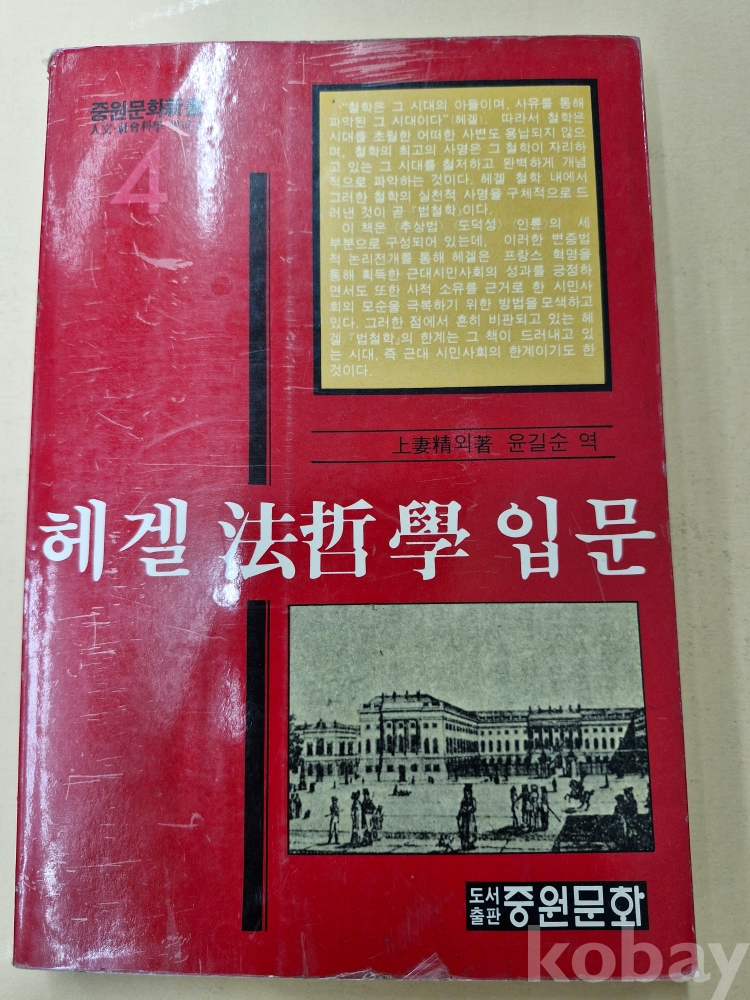 중원문화新書
人文·社會科學
4
"철학은 그 시대의 아들이며, 사유를 통해
파악된 그 시대이다"(헤겔). 따라서 철학은
시대를 초월한 어떠한 사변도 용납되지 않으
며, 철학의 최고의 사명은 그 철학이 자리하
고 있는 그 시대를 철저하고 완벽하게 개념
적으로 파악하는 것이다. 헤겔 철학 내에서
그러한 철학의 실천적 사명을 구체적으로 드
러낸 것이 곧 『법철학』이다.
이 책은 〈추상법〉 〈도덕성〉 〈인륜〉의 세
부분으로 구성되어 있는데, 이러한 변증법
적 논리전개를 통해 헤겔은 프랑스 혁명을
통해 획득한 근대시민사회의 성과를 긍정하
면서도 또한 사적 소유를 근거로 한 시민사
회의 모순을 극복하기 위한 방법을 모색하고
있다. 그러한 점에서 흔히 비판되고 있는 헤
겔 『법철학』의 한계는 그 책이 드러내고 있
는 시대, 즉 근대 시민사회의 한계이기도 한
것이다.
上妻精외著 윤길순 역
헤겔 法哲學 입문
도서
출판 중원문화
kobay